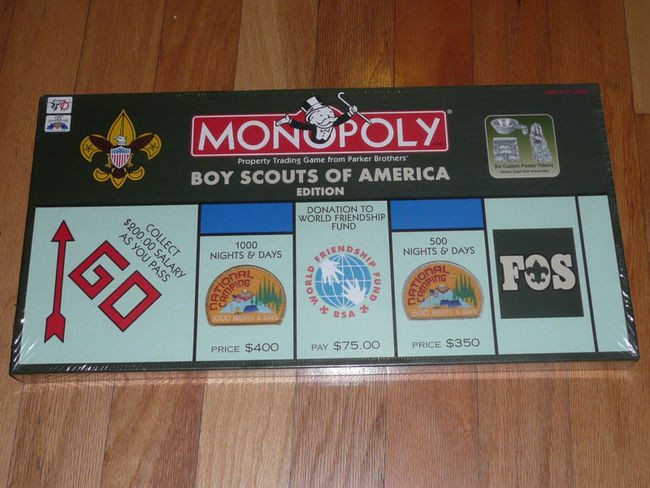 MONOPOLY
Property Trading Game from Parker Brothers
BOY SCOUTS OF AMERICA
EDITION
Six Custom Pewter Tokens
COLLECT
$200.00 SALARY
AS YOU PASS
GO
1000
NIGHTS & DAYS
NATIONAL
CAMPING
1000 NIGHTS & DAYS
PRICE $400
DONATION TO
WORLD FRIENDSHIP
FUND
WORLD FRIENDSHIP FUND
BSA
PAY $75.00
500
NIGHTS & DAYS
NATIONAL
CAMPING
500 NIGHTS & DAYS
PRICE $350
FOS